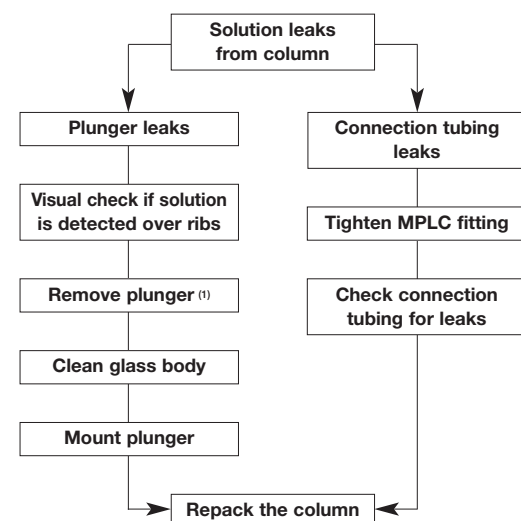 Solution leaks
from column
Plunger leaks
Visual check if solution
is detected over ribs
Remove plunger (1)
Clean glass body
Mount plunger
Connection tubing
leaks
Tighten MPLC fitting
Check connection
tubing for leaks
Repack the column